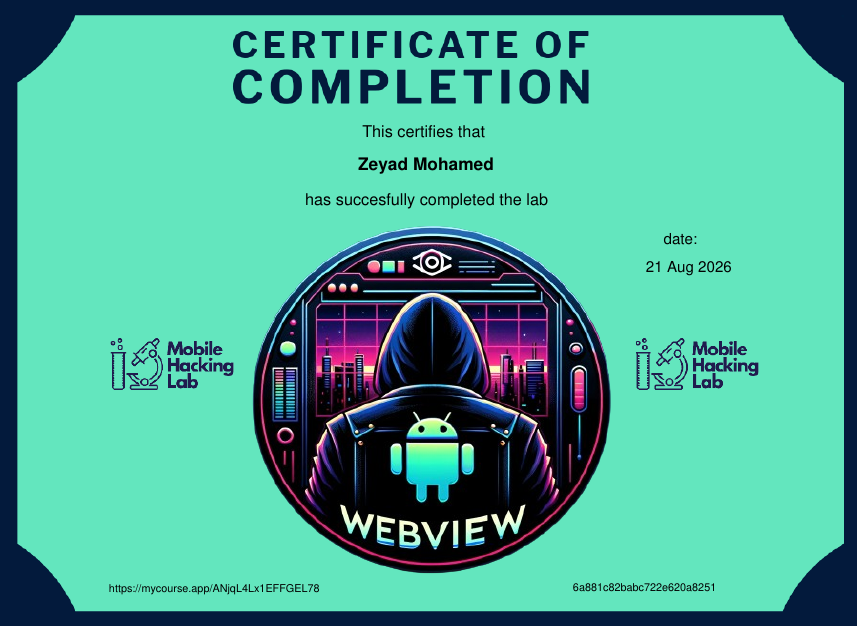 CERTIFICATE OF
COMPLETION
This certifies that
Zeyad Mohamed
has succesfully completed the lab
date:
21 Aug 2026
Mobile
Hacking
Lab
Mobile
Hacking
Lab
WEBVIEW
https://mycourse.app/ANjqL4Lx1EFFGEL78
6a881c82babc722e620a8251